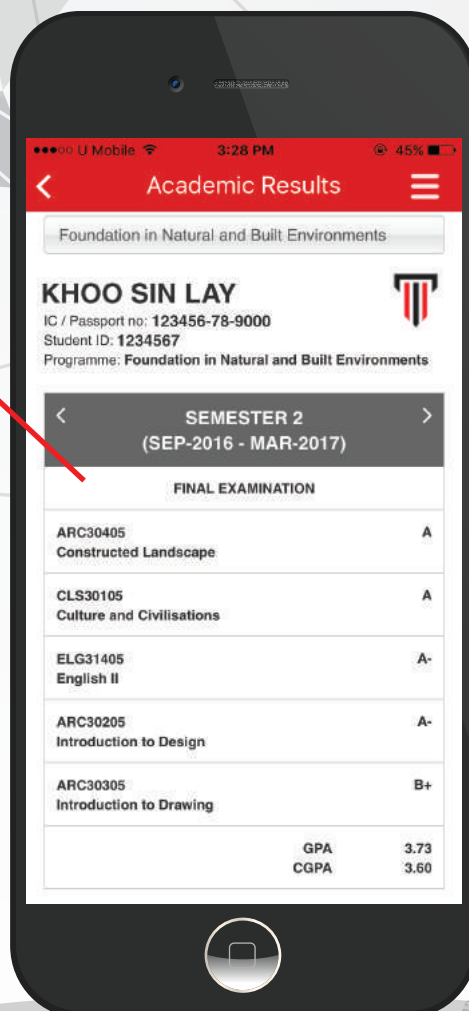 U Mobile 3:28 PM 45%
Academic Results
Foundation in Natural and Built Environments
KHOO SIN LAY
IC / Passport no: 123456-78-9000
Student ID: 1234567
Programme: Foundation in Natural and Built Environments
SEMESTER 2
(SEP-2016 - MAR-2017)
FINAL EXAMINATION
ARC30405 A
Constructed Landscape
CLS30105 A
Culture and Civilisations
ELG31405 A-
English II
ARC30205 A-
Introduction to Design
ARC30305 B+
Introduction to Drawing
GPA 3.73
CGPA 3.60